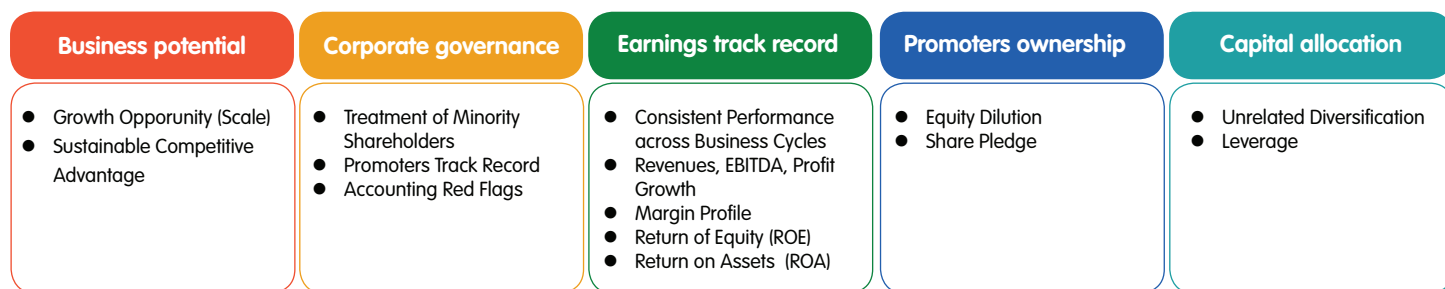 Business potential
● Growth Opporunity (Scale)
● Sustainable Competitive
Advantage
Corporate governance
● Treatment of Minority
Shareholders
● Promoters Track Record
● Accounting Red Flags
Earnings track record
● Consistent Performance
across Business Cycles
● Revenues, EBITDA, Profit
Growth
● Margin Profile
● Return of Equity (ROE)
● Return on Assets (ROA)
Promoters ownership
● Equity Dilution
● Share Pledge
Capital allocation
● Unrelated Diversification
● Leverage